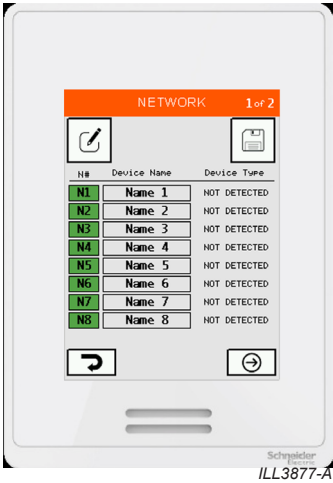 NETWORK 1 of 2
N# Device Name Device Type
N1 Name 1 NOT DETECTED
N2 Name 2 NOT DETECTED
N3 Name 3 NOT DETECTED
N4 Name 4 NOT DETECTED
N5 Name 5 NOT DETECTED
N6 Name 6 NOT DETECTED
N7 Name 7 NOT DETECTED
N8 Name 8 NOT DETECTED
Schneider
Electric
ILL3877-A